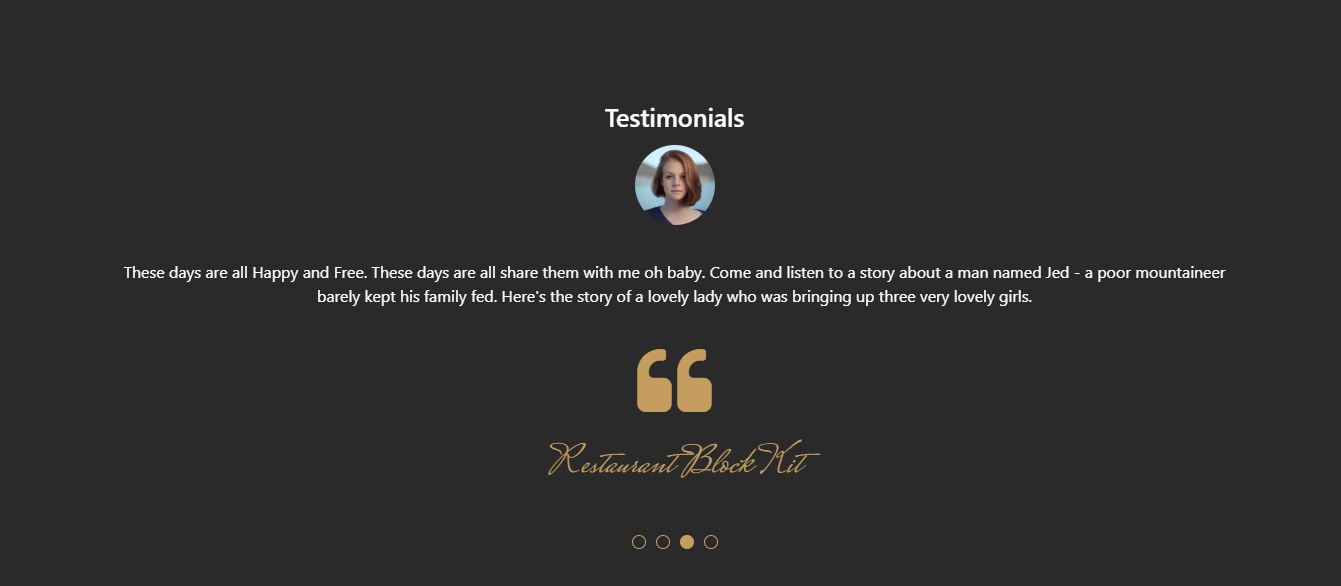 Testimonials
These days are all Happy and Free. These days are all share them with me oh baby. Come and listen to a story about a man named Jed - a poor mountaineer
barely kept his family fed. Here's the story of a lovely lady who was bringing up three very lovely girls.
Restaurant Block Kit